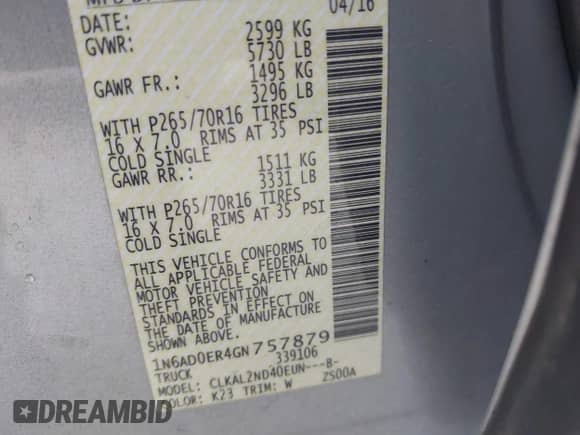 04/16
DATE:
GVWR: 2599 KG
5730 LB
GAWR FR.: 1495 KG
3296 LB
WITH P265/70R16 TIRES
16 X 7.0 RIMS AT 35 PSI
COLD SINGLE
GAWR RR.: 1511 KG
3331 LB
WITH P265/70R16 TIRES
16 X 7.0 RIMS AT 35 PSI
COLD SINGLE
THIS VEHICLE CONFORMS TO
ALL APPLICABLE FEDERAL
MOTOR VEHICLE SAFETY AND
THEFT PREVENTION
STANDARDS IN EFFECT ON
THE DATE OF MANUFACTURE
SHOWN ABOVE.
1N6AD0ER4GN757879
TRUCK 339106
MODEL: CLKAL2ND40EUN---B-
COLOR: K23 TRIM: W ZS00A
DREAMBID